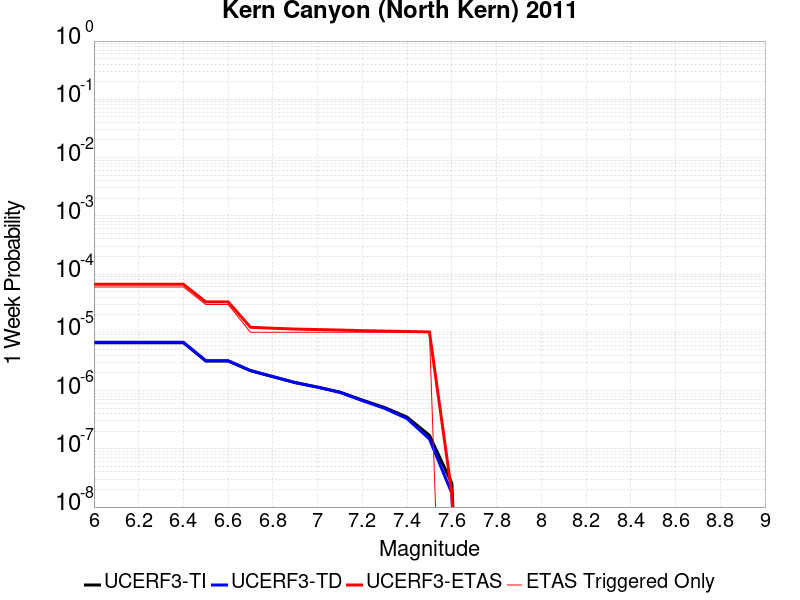 Kern Canyon (North Kern) 2011
10^0
10^-1
10^-2
10^-3
10^-4
10^-5
10^-6
10^-7
10^-8
1 Week Probability
6 6.2 6.4 6.6 6.8 7 7.2 7.4 7.6 7.8 8 8.2 8.4 8.6 8.8 9
Magnitude
UCERF3-TI UCERF3-TD UCERF3-ETAS ETAS Triggered Only